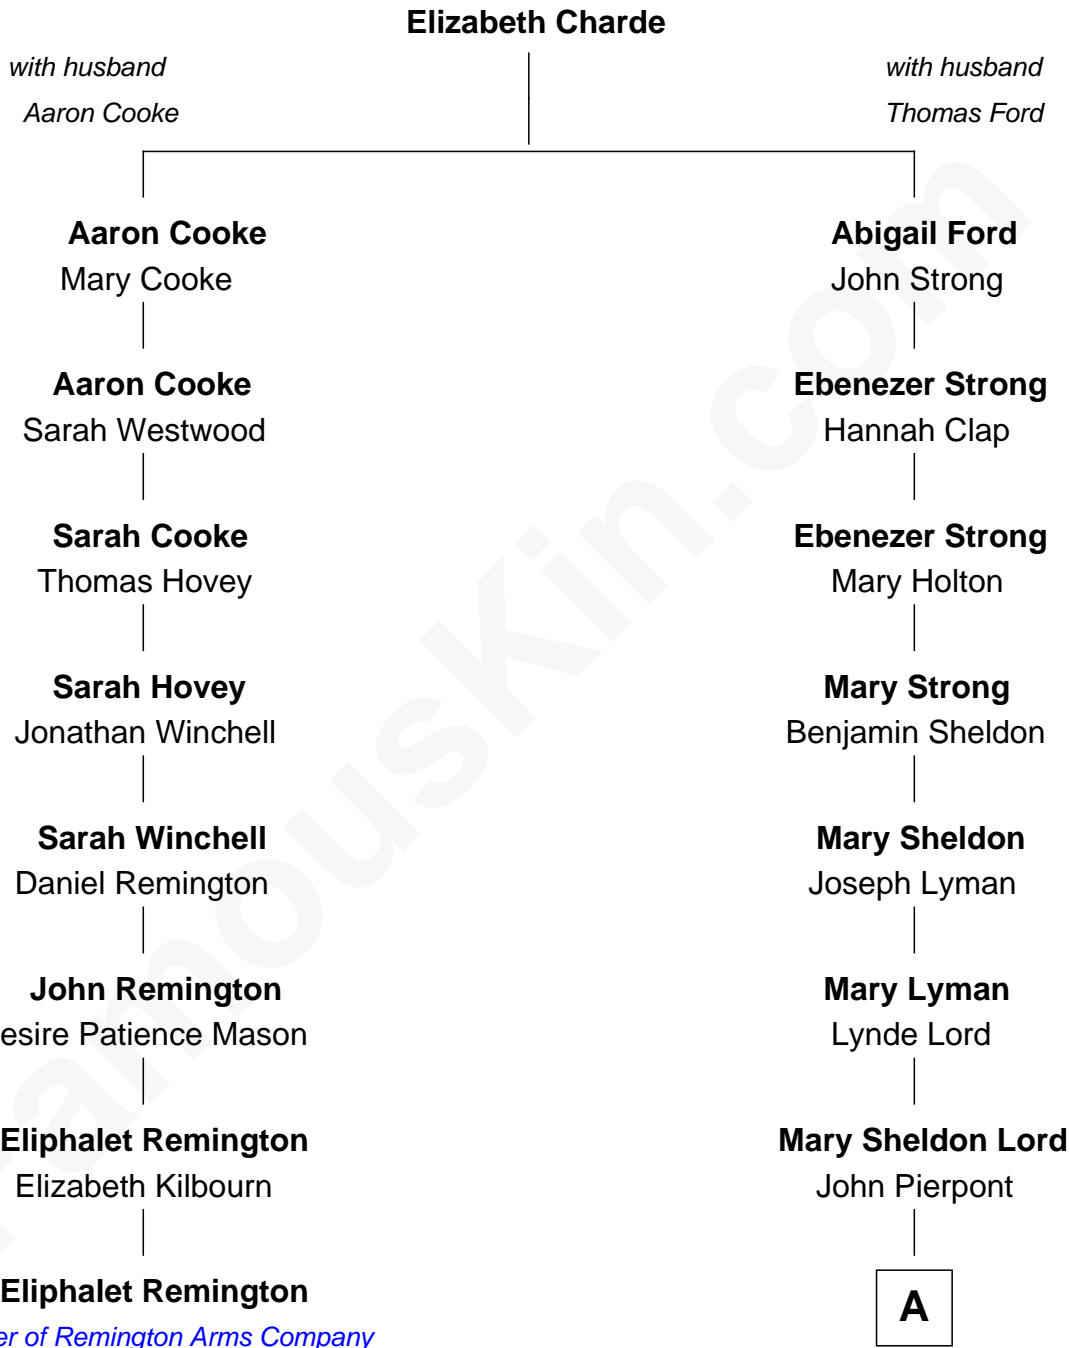 Elizabeth Charde
with husband
Aaron Cooke
with husband
Thomas Ford
Aaron Cooke
Mary Cooke
Abigail Ford
John Strong
Aaron Cooke
Sarah Westwood
Ebenezer Strong
Hannah Clap
Sarah Cooke
Thomas Hovey
Ebenezer Strong
Mary Holton
Sarah Hovey
Jonathan Winchell
Mary Strong
Benjamin Sheldon
Sarah Winchell
Daniel Remington
Mary Sheldon
Joseph Lyman
John Remington
esire Patience Mason
Mary Lyman
Lynde Lord
Eliphalet Remington
Elizabeth Kilbourn
Mary Sheldon Lord
John Pierpont
Eliphalet Remington
er of Remington Arms Company
A
FamousKin.com